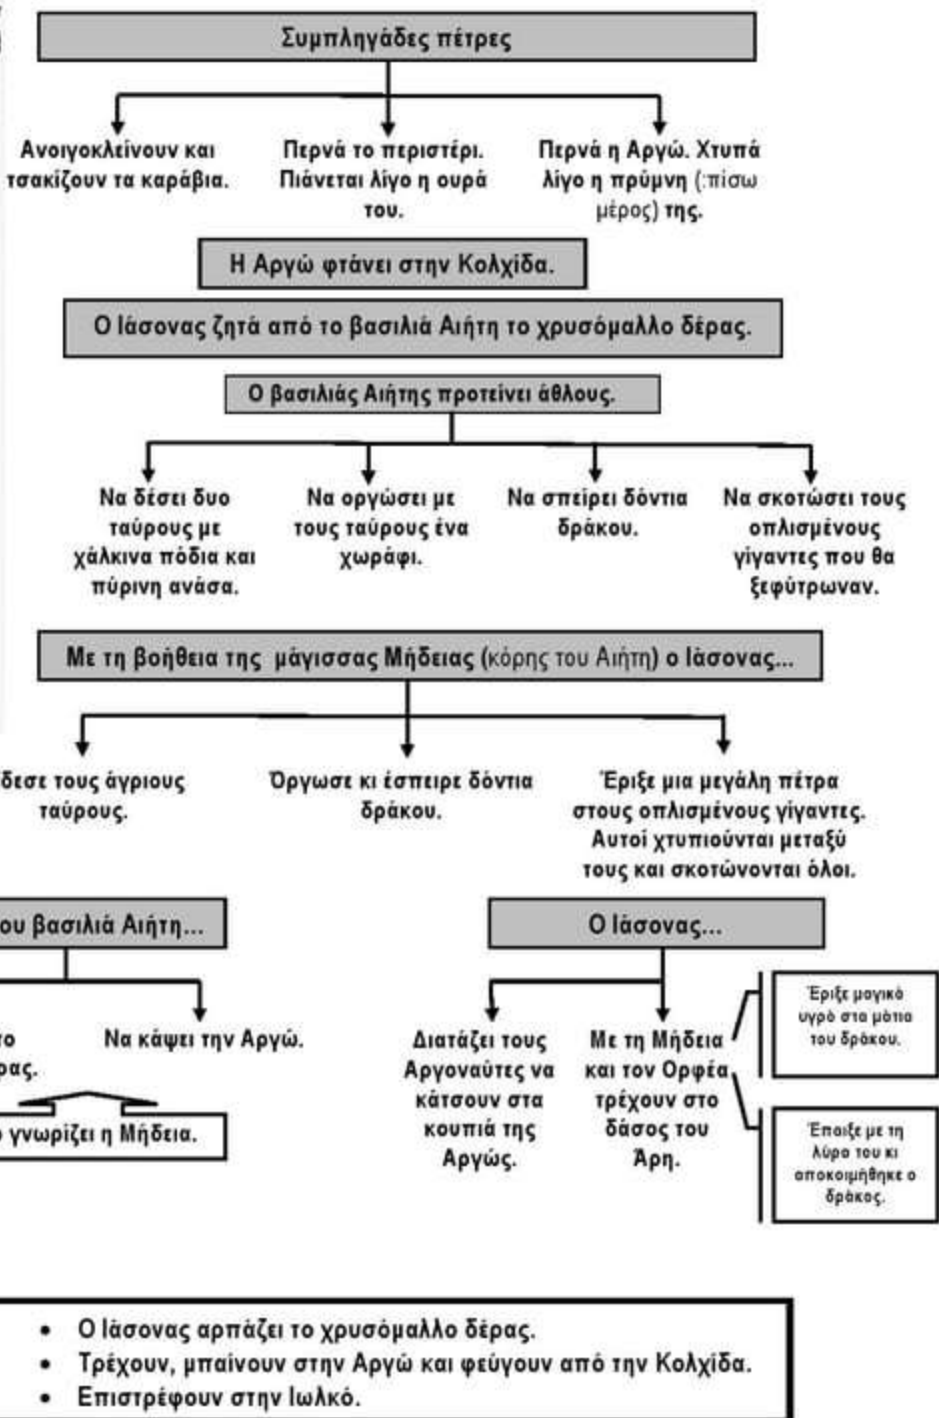 Συμπληγάδες πέτρες
Ανοιγοκλείνουν και
τσακίζουν τα καράβια.
Περνά το περιστέρι.
Πιάνεται λίγο η ουρά
του.
Περνά η Αργώ. Χτυπά
λίγο η πρύμνη (:πίσω
μέρος) της.
Η Αργώ φτάνει στην Κολχίδα.
Ο Ιάσονας ζητά από το βασιλιά Αιήτη το χρυσόμαλλο δέρας.
Ο βασιλιάς Αιήτης προτείνει άθλους.
Να δέσει δυο
ταύρους με
χάλκινα πόδια και
πύρινη ανάσα.
Να οργώσει με
τους ταύρους ένα
χωράφι.
Να σπείρει δόντια
δράκου.
Να σκοτώσει τους
οπλισμένους
γίγαντες που θα
ξεφύτρωναν.
Με τη βοήθεια της μάγισσας Μήδειας (κόρης του Αιήτη) ο Ιάσονας...
δεσε τους άγριους
ταύρους.
Όργωσε κι έσπειρε δόντια
δράκου.
Έριξε μια μεγάλη πέτρα
στους οπλισμένους γίγαντες.
Αυτοί χτυπιούνται μεταξύ
τους και σκοτώνονται όλοι.
ου βασιλιά Αιήτη...
το
ρας.
Να κάψει την Αργώ.
γνωρίζει η Μήδεια.
Ο Ιάσονας...
Διατάζει τους
Αργοναύτες να
κάτσουν στα
κουπιά της
Αργώς.
Με τη Μήδεια
και τον Ορφέα
τρέχουν στο
δάσος του
Άρη.
Έριξε μαγικό
υγρό στα μάτια
του δράκου.
Έπαιξε με τη
λύρα του κι
αποκοιμήθηκε ο
δράκος.
• Ο Ιάσονας αρπάζει το χρυσόμαλλο δέρας.
• Τρέχουν, μπαίνουν στην Αργώ και φεύγουν από την Κολχίδα.
• Επιστρέφουν στην Ιωλκό.